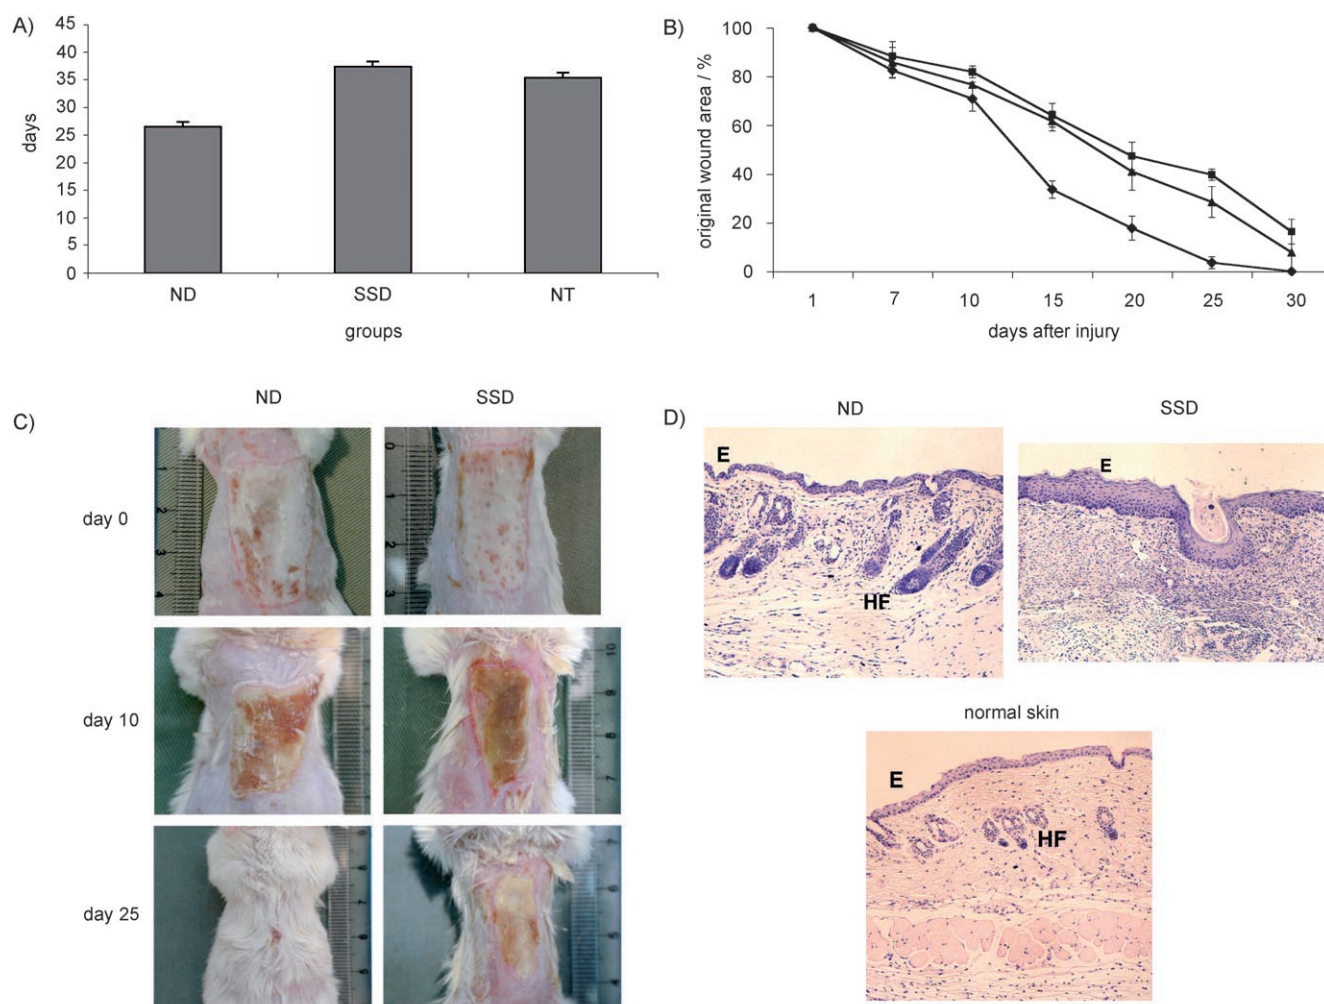 A)
45
40
35
30
25
20
15
10
5
0
days
ND SSD NT
groups
B)
100
80
60
40
20
0
original wound area / %
1 7 10 15 20 25 30
days after injury
C)
ND SSD
day 0
day 10
day 25
D)
ND SSD
E
HF
E
normal skin
E
HF